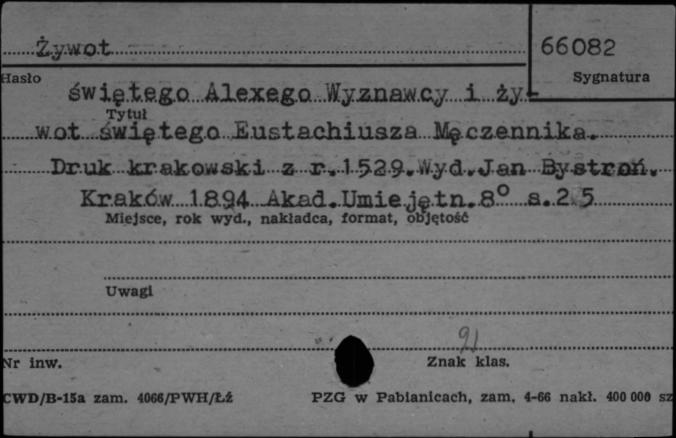 Żywot
66082
Hasło
Sygnatura
świętego Alexego Wyznawcy i ży-
Tytuł
wot świętego Eustachiusza Męczennika.
Druk krakowski z r.1529.Wyd.Jan Bystroń.
Kraków 1894 Akad.Umiejętn.8° s.25
Miejsce, rok wyd., nakładca, format, objętość
Uwagi
Nr inw.
Znak klas.
CWD/B-15a zam. 4066/PWH/Łź
PZG w Pabianicach, zam. 4-66 nakł. 400 000 sz